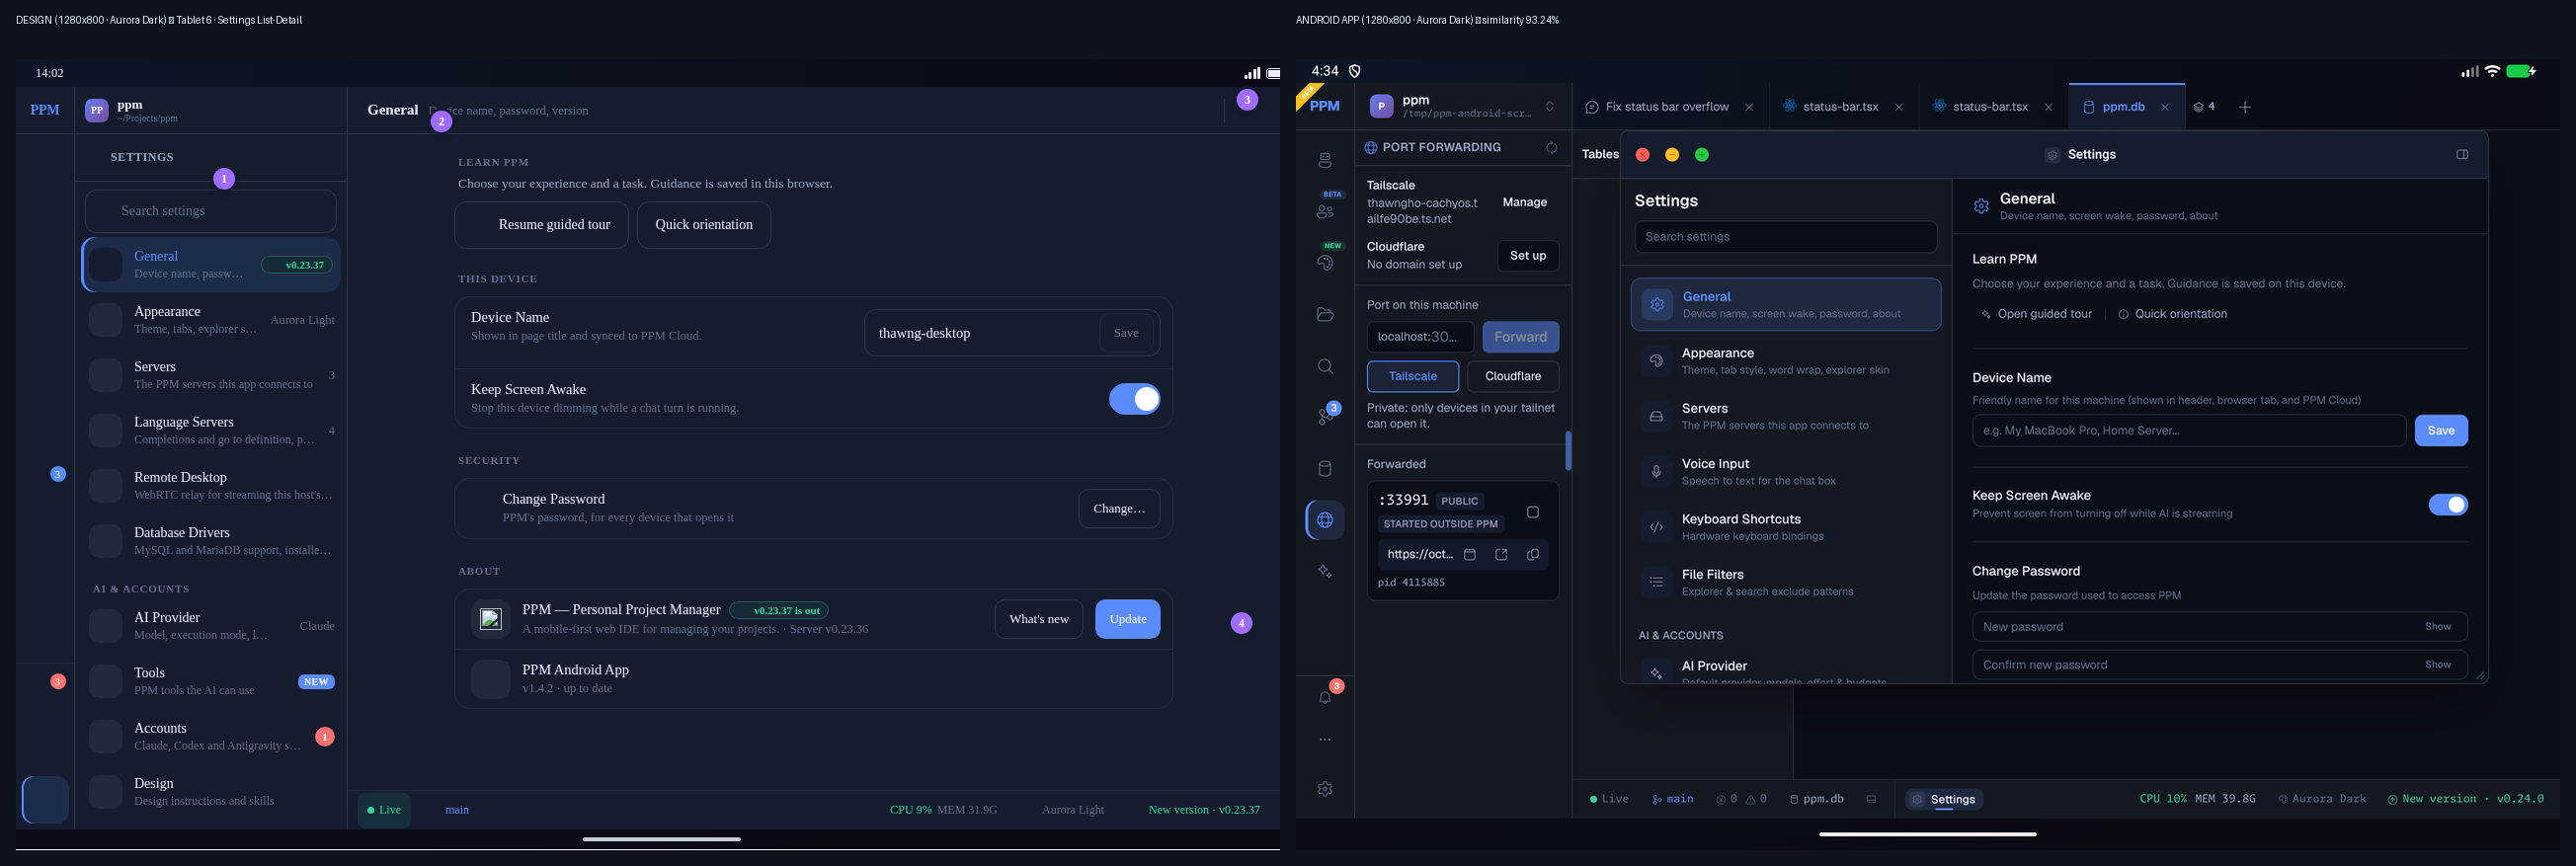 DESIGN (1280x800 · Aurora Dark) Tablet 6 · Settings List-Detail
14:02
PPM
PP
ppm
~/Projects/ppm
General
name, password, version
2
3
SETTINGS
1
Search settings
General
Device name, passw…
v0.23.37
Appearance
Theme, tabs, explorer s…
Aurora Light
Servers
The PPM servers this app connects to
3
Language Servers
Completions and go to definition, p…
4
3
Remote Desktop
WebRTC relay for streaming this host's…
Database Drivers
MySQL and MariaDB support, installe…
AI & ACCOUNTS
AI Provider
Model, execution mode, l…
Claude
3
Tools
PPM tools the AI can use
NEW
Accounts
Claude, Codex and Antigravity s…
1
Design
Design instructions and skills
LEARN PPM
Choose your experience and a task. Guidance is saved in this browser.
Resume guided tour
Quick orientation
THIS DEVICE
Device Name
Shown in page title and synced to PPM Cloud.
thawng-desktop
Save
Keep Screen Awake
Stop this device dimming while a chat turn is running.
SECURITY
Change Password
PPM's password, for every device that opens it
Change…
ABOUT
PPM — Personal Project Manager
v0.23.37 is out
A mobile-first web IDE for managing your projects. · Server v0.23.36
What's new
Update
4
PPM Android App
v1.4.2 · up to date
Live
main
CPU 9%
MEM 31.9G
Aurora Light
New version · v0.23.37
ANDROID APP (1280x800 · Aurora Dark) similarity 93.24%
4:34
BETA
PPM
P
ppm
/tmp/ppm-android-scr…
Fix status bar overflow
status-bar.tsx
status-bar.tsx
ppm.db
4
BETA
NEW
3
3
PORT FORWARDING
Tailscale
thawngho-cachyos.t
ailfe90be.ts.net
Manage
Cloudflare
No domain set up
Set up
Port on this machine
localhost:30…
Forward
Tailscale
Cloudflare
Private: only devices in your tailnet
can open it.
Forwarded
:33991
PUBLIC
STARTED OUTSIDE PPM
https://oct…
pid 4115885
Tables
Settings
Settings
Search settings
General
Device name, screen wake, password, about
Appearance
Theme, tab style, word wrap, explorer skin
Servers
The PPM servers this app connects to
Voice Input
Speech to text for the chat box
Keyboard Shortcuts
Hardware keyboard bindings
File Filters
Explorer & search exclude patterns
AI & ACCOUNTS
AI Provider
Default provider, models, effort & budgets
General
Device name, screen wake, password, about
Learn PPM
Choose your experience and a task. Guidance is saved on this device.
Open guided tour
Quick orientation
Device Name
Friendly name for this machine (shown in header, browser tab, and PPM Cloud)
e.g. My MacBook Pro, Home Server…
Save
Keep Screen Awake
Prevent screen from turning off while AI is streaming
Change Password
Update the password used to access PPM
New password
Show
Confirm new password
Show
Live
main
0
0
ppm.db
Settings
CPU 10%
MEM 39.8G
Aurora Dark
New version · v0.24.0